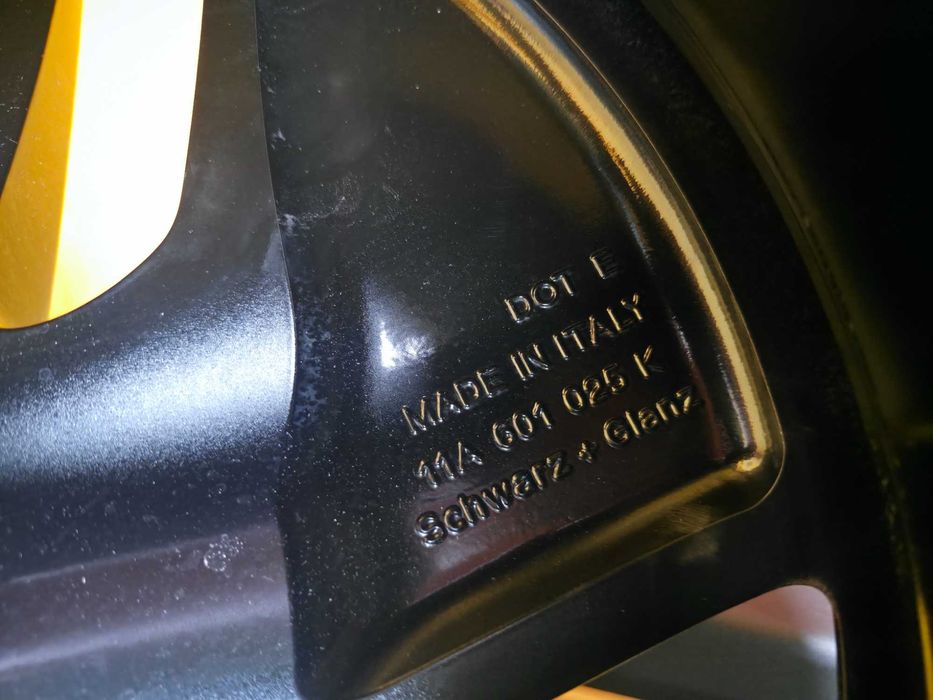 DOT E
MADE IN ITALY
11A 601 025 K
Schwarz + Glanz